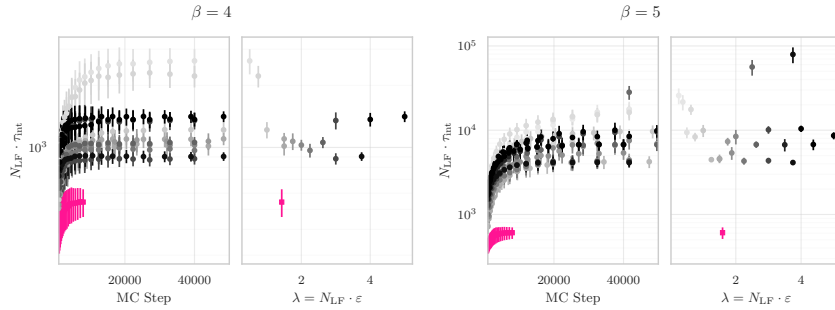 β = 4
β = 5
N_LF · τ_int
10^3
20000 40000
MC Step
2 4
λ = N_LF · ε
N_LF · τ_int
10^5
10^4
10^3
20000 40000
MC Step
2 4
λ = N_LF · ε